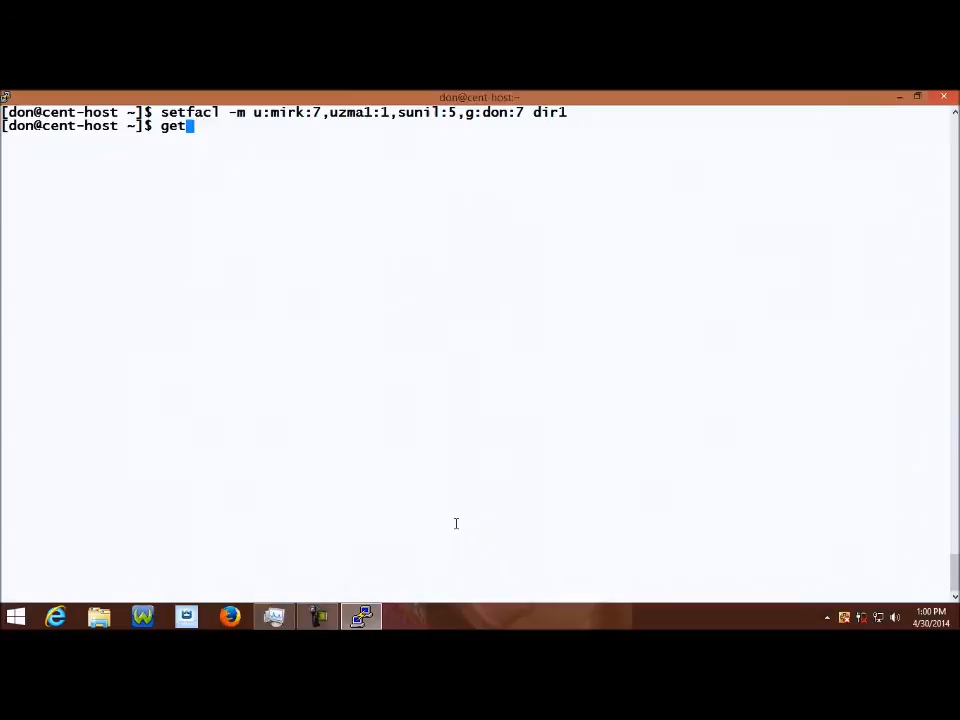 don@cent-host:~
[don@cent-host ~]$ setfacl -m u:mirk:7,uzma1:1,sunil:5,g:don:7 dir1
[don@cent-host ~]$ get
1:00 PM
4/30/2014